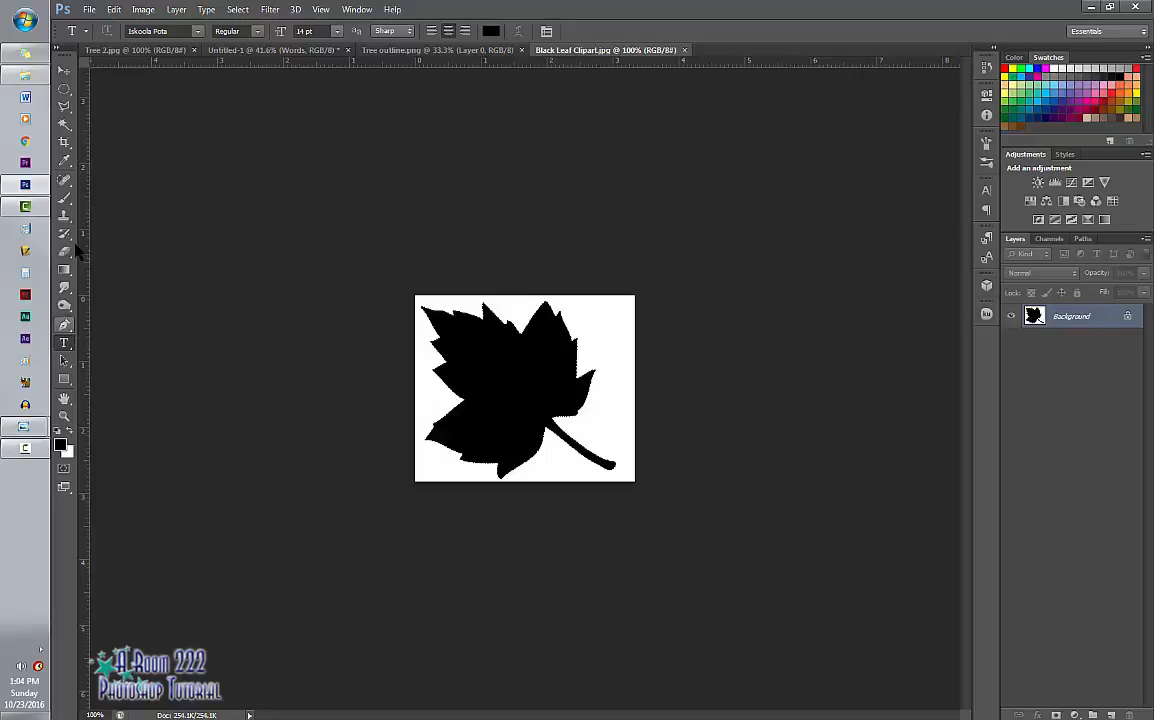 Ps File Edit Image Layer Type Select Filter 3D View Window Help
T Iskoola Pota Regular 14 pt Sharp Essentials
Tree 2.jpg @ 100% (RGB/8#) × Untitled-1 @ 41.6% (Words, RGB/8) * × Tree outline.png @ 33.3% (Layer 0, RGB/8) × Black Leaf Clipart.jpg @ 100% (RGB/8#) ×
Color Swatches
Adjustments Styles
Add an adjustment
Layers Channels Paths
Kind
Normal Opacity: 100%
Lock: Fill: 100%
Background
A Room 222
Photoshop Tutorial
1:04 PM
Sunday
10/23/2016
100% Doc: 254.1K/254.1K